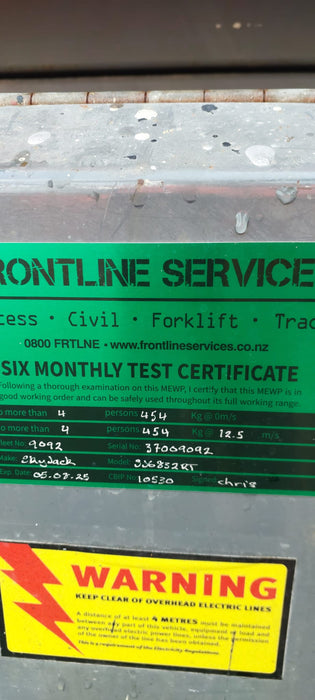 RONTLINE SERVICE
cess • Civil • Forklift • Trac
0800 FRTLNE • www.frontlineservices.co.nz
SIX MONTHLY TEST CERTIFICATE
Following a thorough examination on this MEWP, I certify that this MEWP is in
good working order and can be safely used throughout its full working range.
o more than 4 persons 454 Kg @ 0m/s
o more than 4 persons 454 Kg @ 12.5 m/s
leet No: 9092 Serial No: 37009092
Make: Skyjack Model: SJ6832RT
Exp. Date 05.08.25 CBIP No 10530 Signed chris
WARNING
KEEP CLEAR OF OVERHEAD ELECTRIC LINES
A distance of at least 4 METRES must be maintained
between any part of this vehicle, equipment or load and
any overhead electric power lines, unless the permission
of the owner of the line has been obtained.
This is a requirement of the Electricity Regulations.